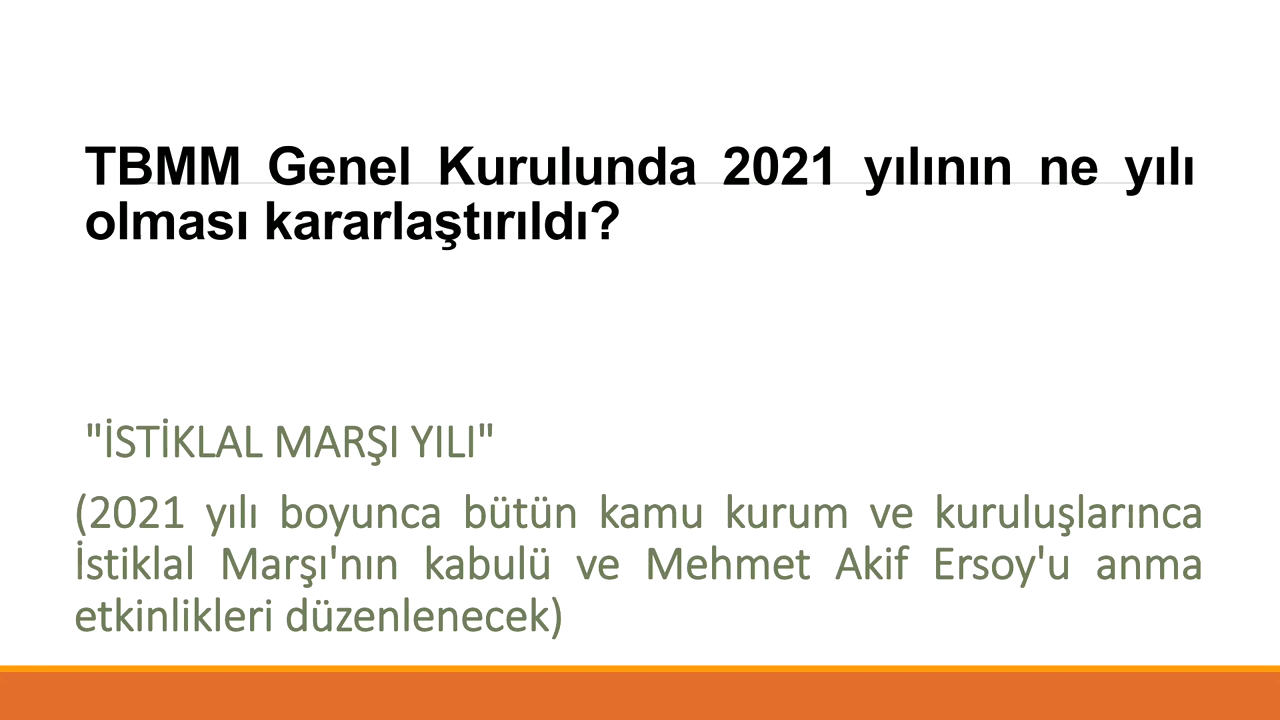 TBMM Genel Kurulunda 2021 yılının ne yılı
olması kararlaştırıldı?
"İSTİKLAL MARŞI YILI"
(2021 yılı boyunca bütün kamu kurum ve kuruluşlarınca
İstiklal Marşı'nın kabulü ve Mehmet Akif Ersoy'u anma
etkinlikleri düzenlenecek)